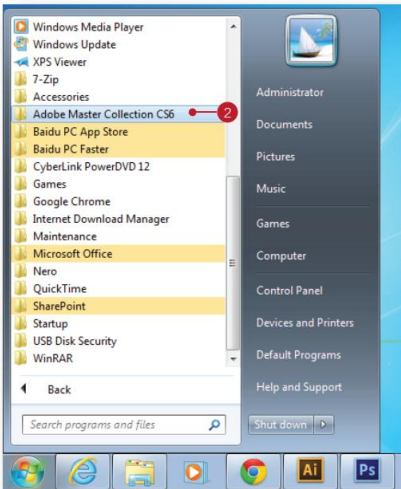 Windows Media Player
Windows Update
XPS Viewer
7-Zip
Accessories
Adobe Master Collection CS6
2
Baidu PC App Store
Baidu PC Faster
CyberLink PowerDVD 12
Games
Google Chrome
Internet Download Manager
Maintenance
Microsoft Office
Nero
QuickTime
SharePoint
Startup
USB Disk Security
WinRAR
Back
Search programs and files
Administrator
Documents
Pictures
Music
Games
Computer
Control Panel
Devices and Printers
Default Programs
Help and Support
Shut down
Ai
Ps